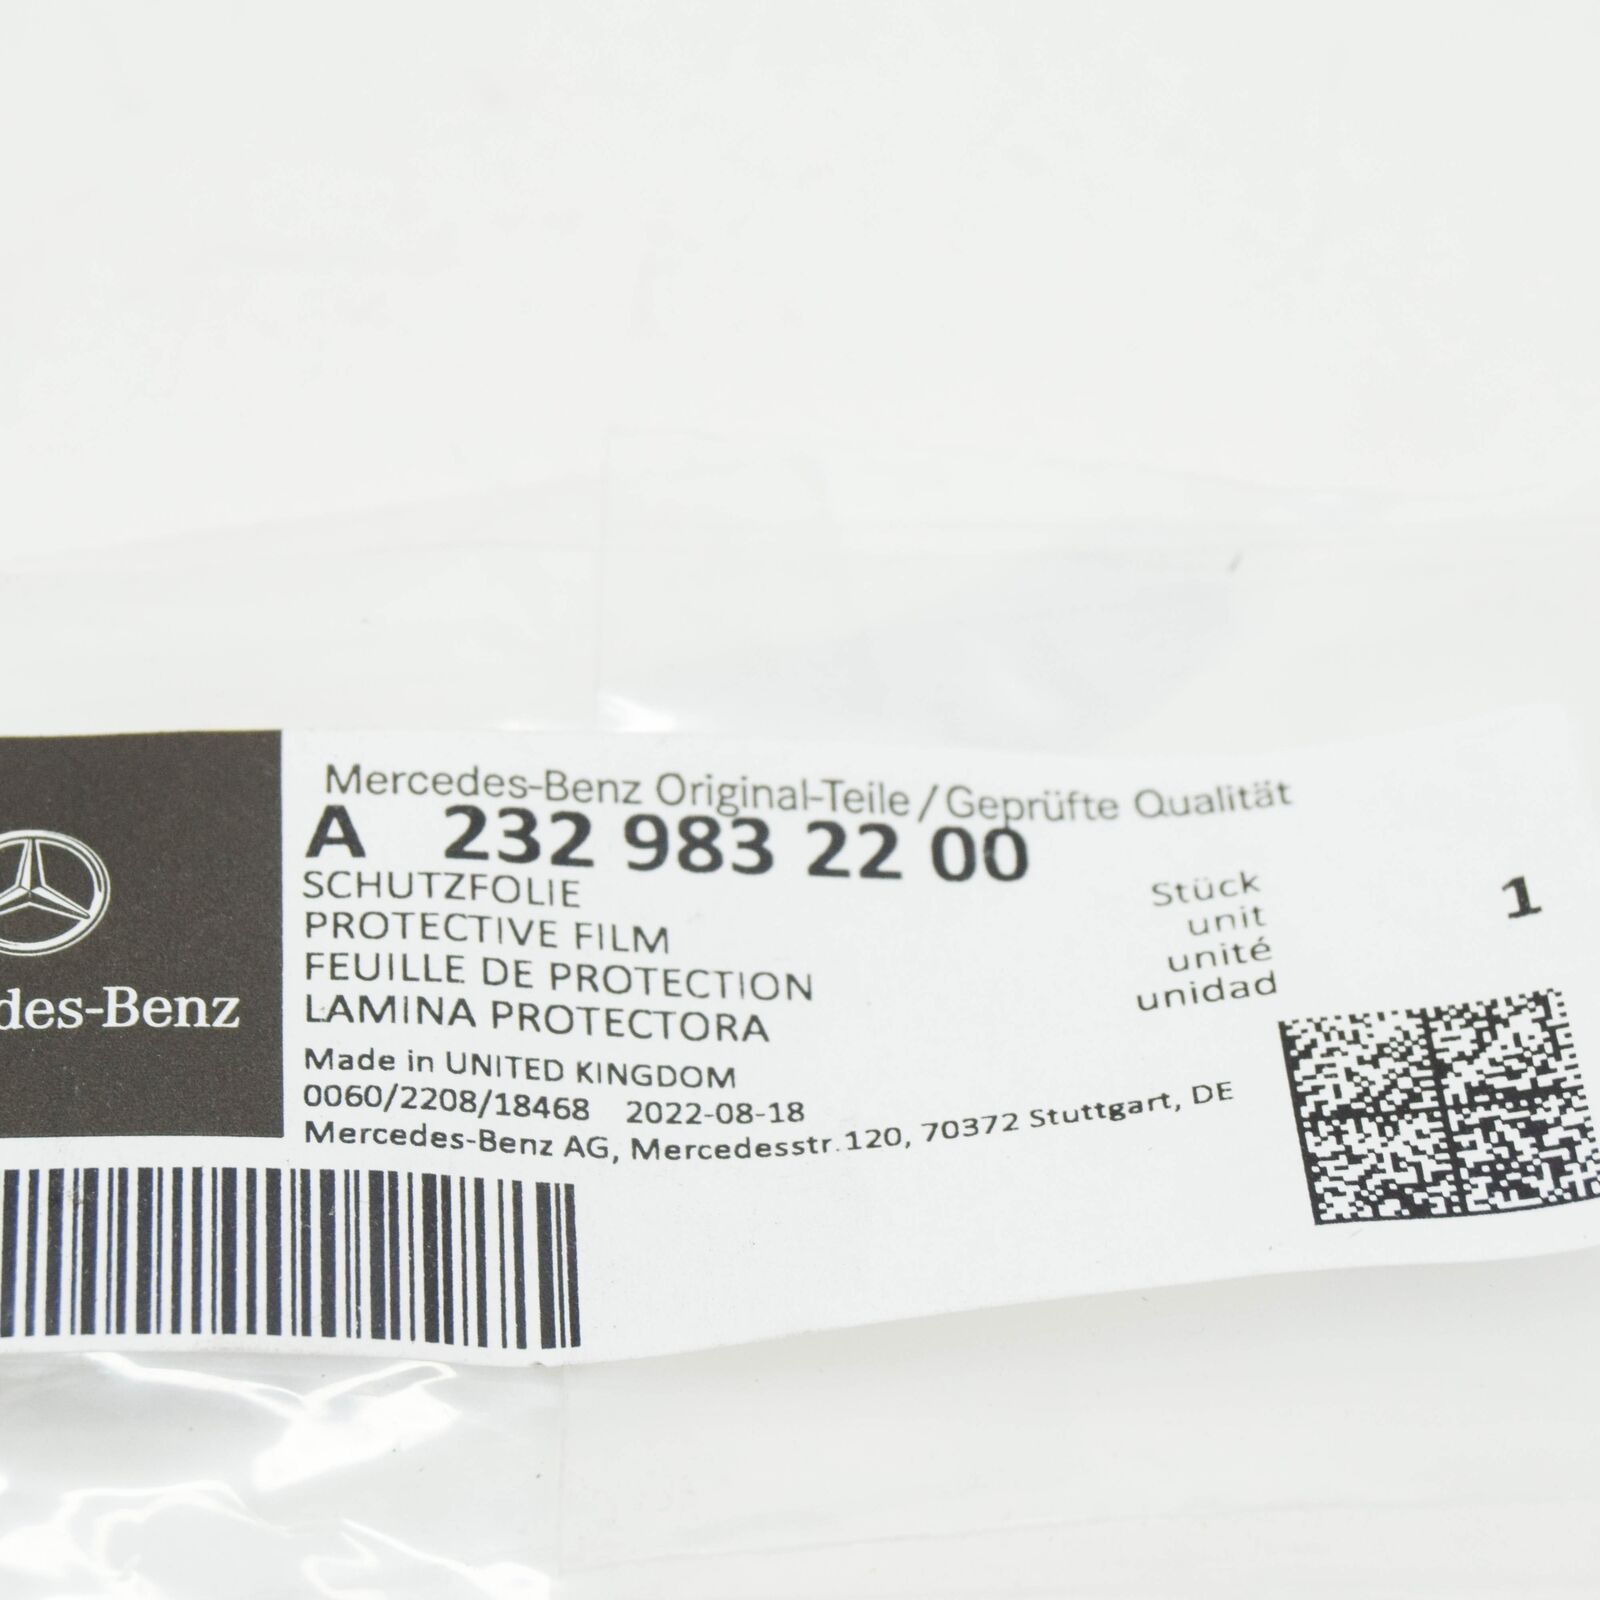 Mercedes-Benz Original-Teile / Geprüfte Qualität
A 232 983 22 00
SCHUTZFOLIE
PROTECTIVE FILM
FEUILLE DE PROTECTION
LAMINA PROTECTORA
Stück 1
unit
unité
unidad
des-Benz
Made in UNITED KINGDOM
0060/2208/18468 2022-08-18
Mercedes-Benz AG, Mercedesstr.120, 70372 Stuttgart, DE